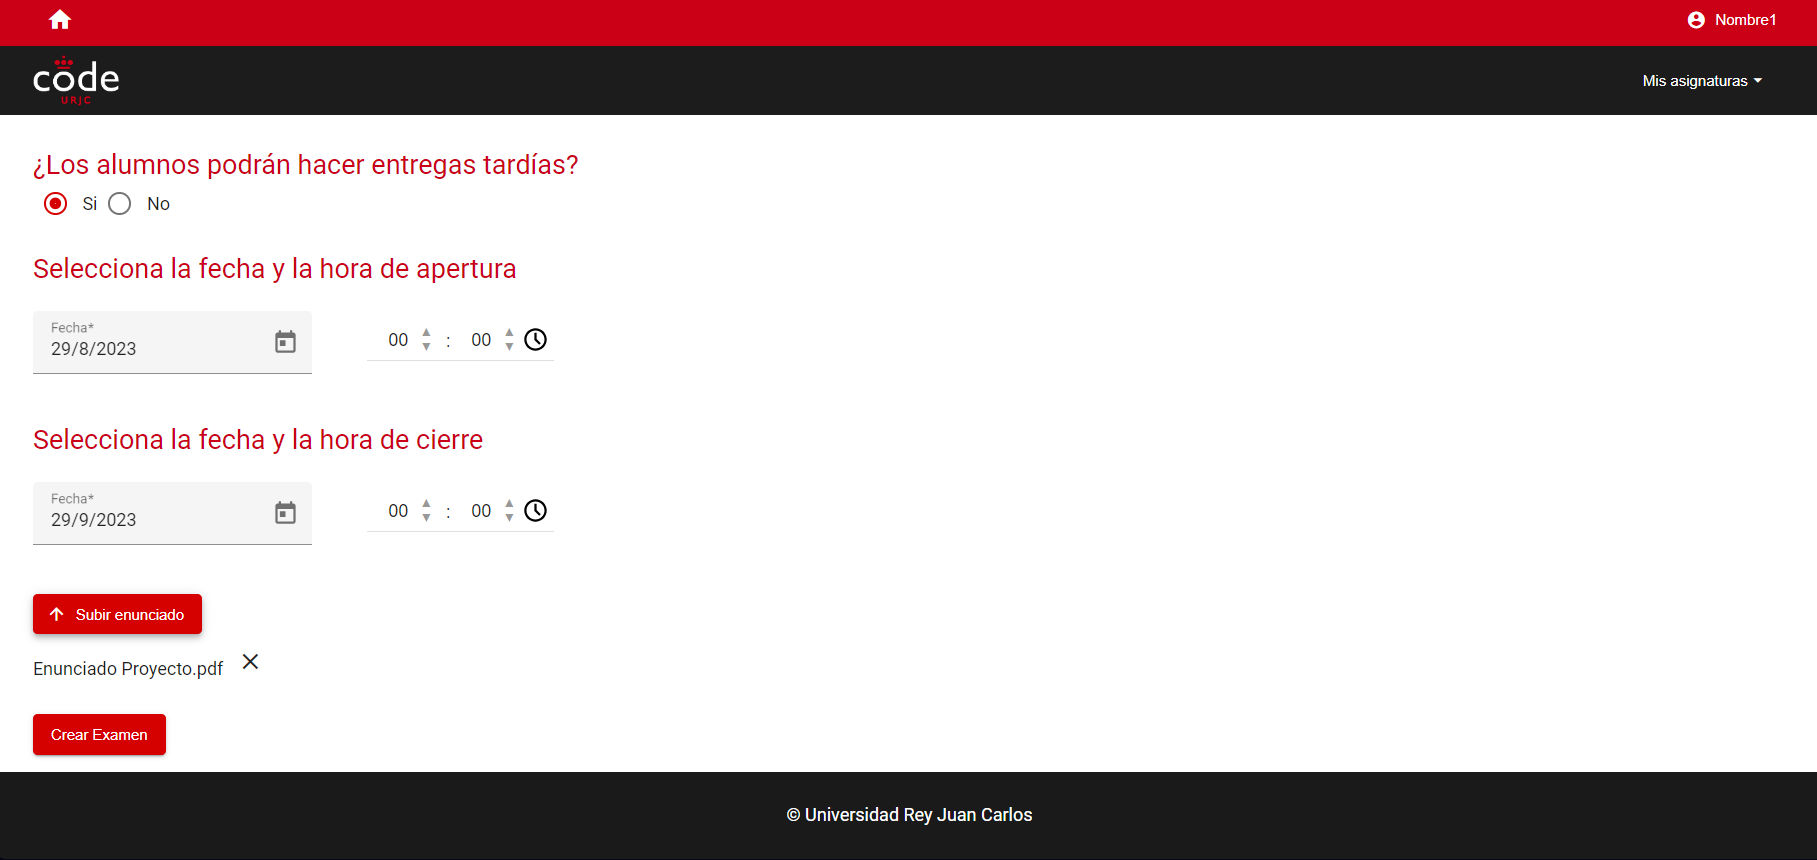 Nombre1
code
URJC
Mis asignaturas
¿Los alumnos podrán hacer entregas tardías?
Si No
Selecciona la fecha y la hora de apertura
Fecha*
29/8/2023
00 : 00
Selecciona la fecha y la hora de cierre
Fecha*
29/9/2023
00 : 00
Subir enunciado
Enunciado Proyecto.pdf
Crear Examen
© Universidad Rey Juan Carlos